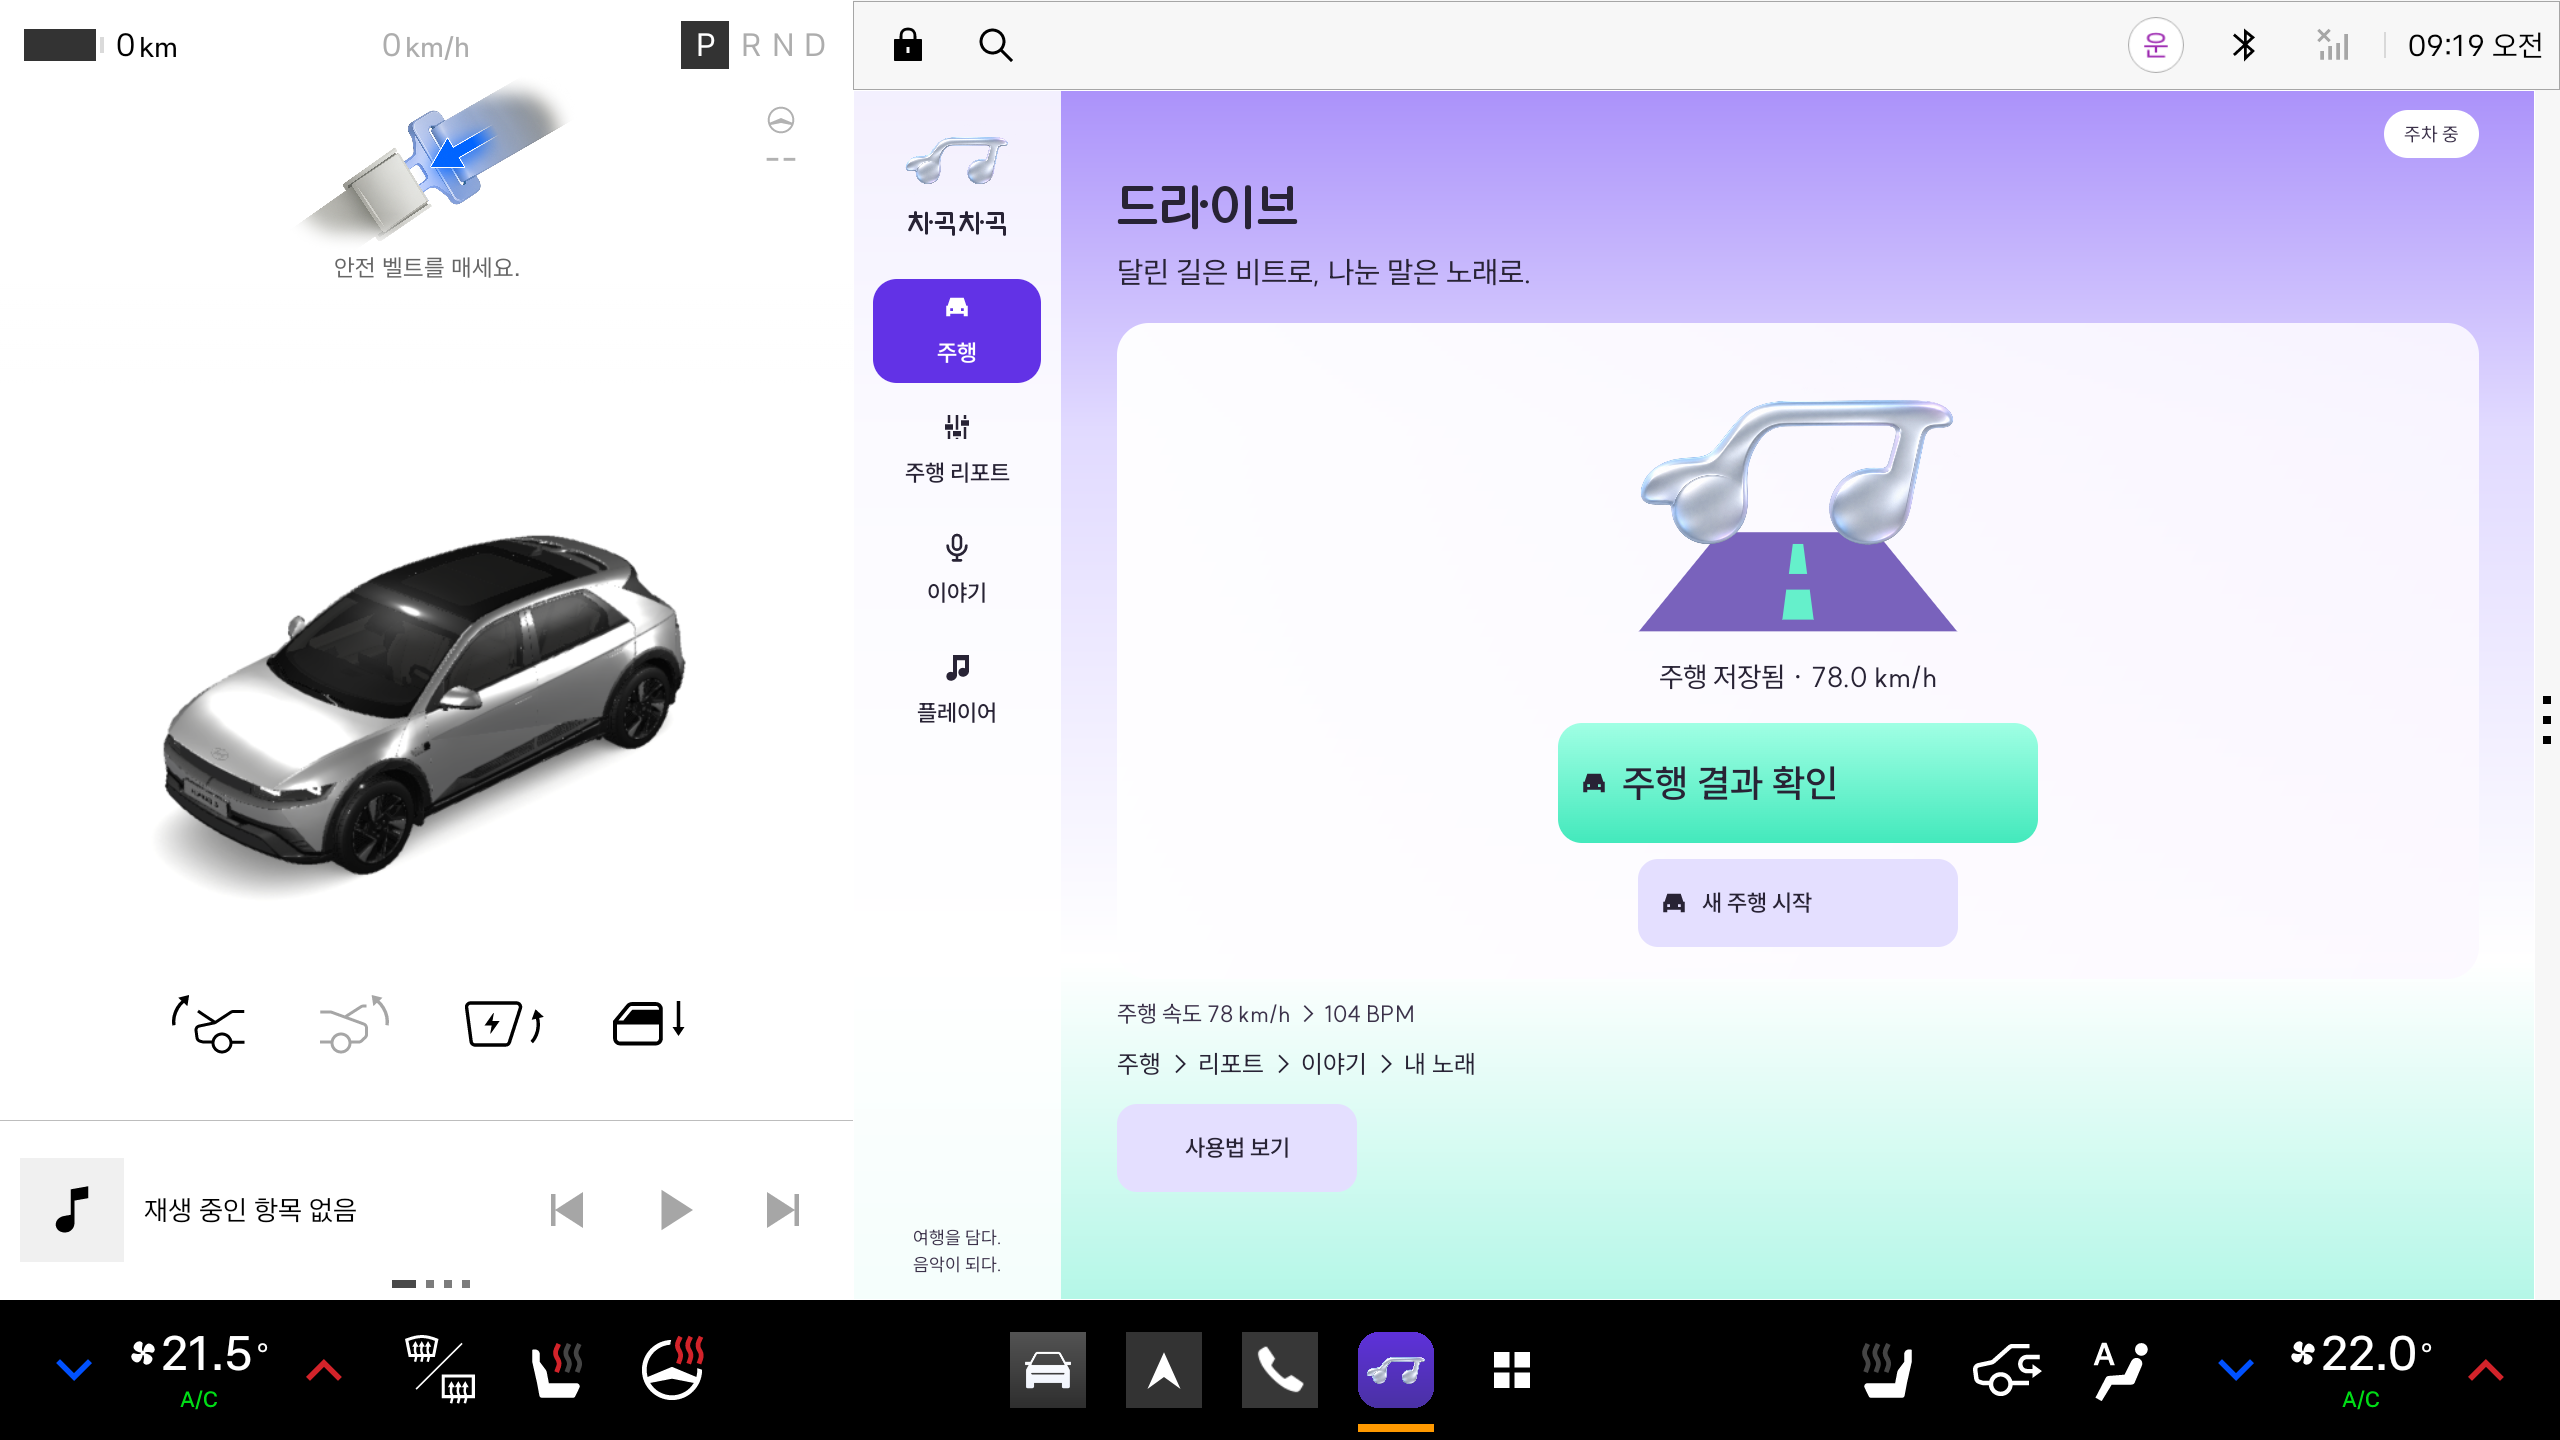 0 km
0 km/h
P R N D
운
09:19 오전
안전 벨트를 매세요.
차곡차곡
주행
주행 리포트
이야기
플레이어
여행을 담다.
음악이 되다.
주차 중
드라이브
달린 길은 비트로, 나눈 말은 노래로.
주행 저장됨 · 78.0 km/h
주행 결과 확인
새 주행 시작
주행 속도 78 km/h > 104 BPM
주행 > 리포트 > 이야기 > 내 노래
사용법 보기
재생 중인 항목 없음
21.5°
A/C
A
22.0°
A/C